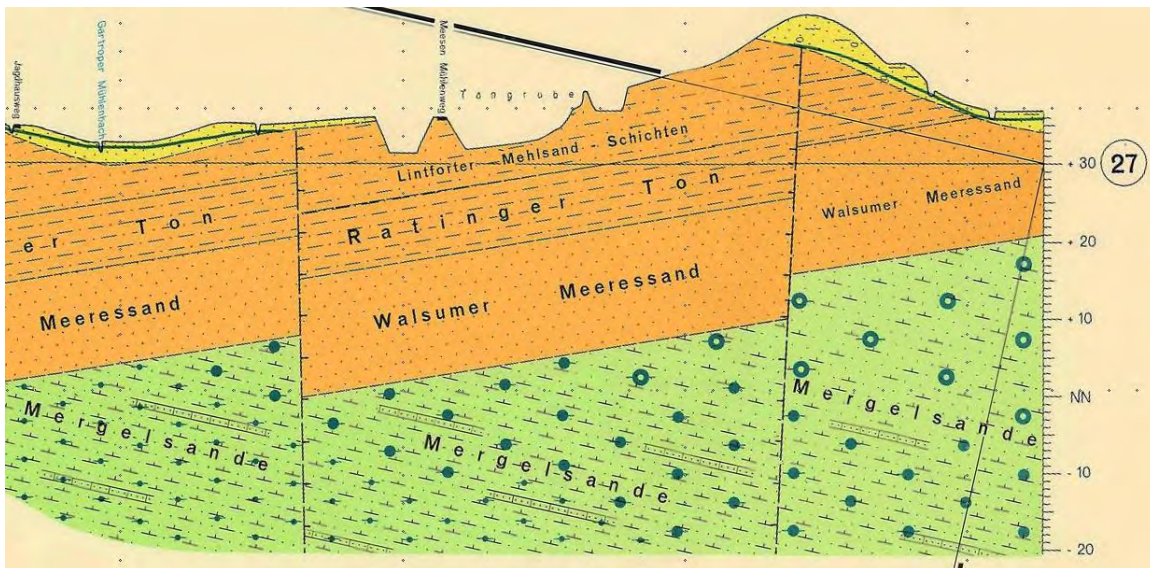 Jagdhausweg
Gartroper Mühlenbach
Meesen Mühlenweg
Tongrube
Lintforter Mehlsand-Schichten
+ 30
27
er Ton
Ratinger Ton
Walsumer Meeressand
+ 20
Meeressand
Walsumer Meeressand
+ 10
Mergelsande
NN
Mergelsande
Mergelsande
- 10
- 20